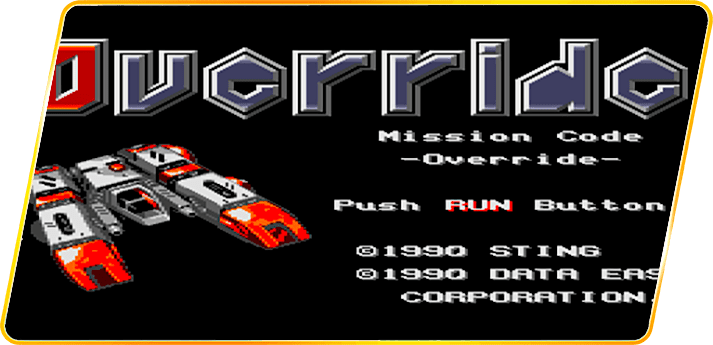 Override
Mission Code
-Override-
Push RUN Button
©1990 STING
©1990 DATA EAS
CORPORATION.